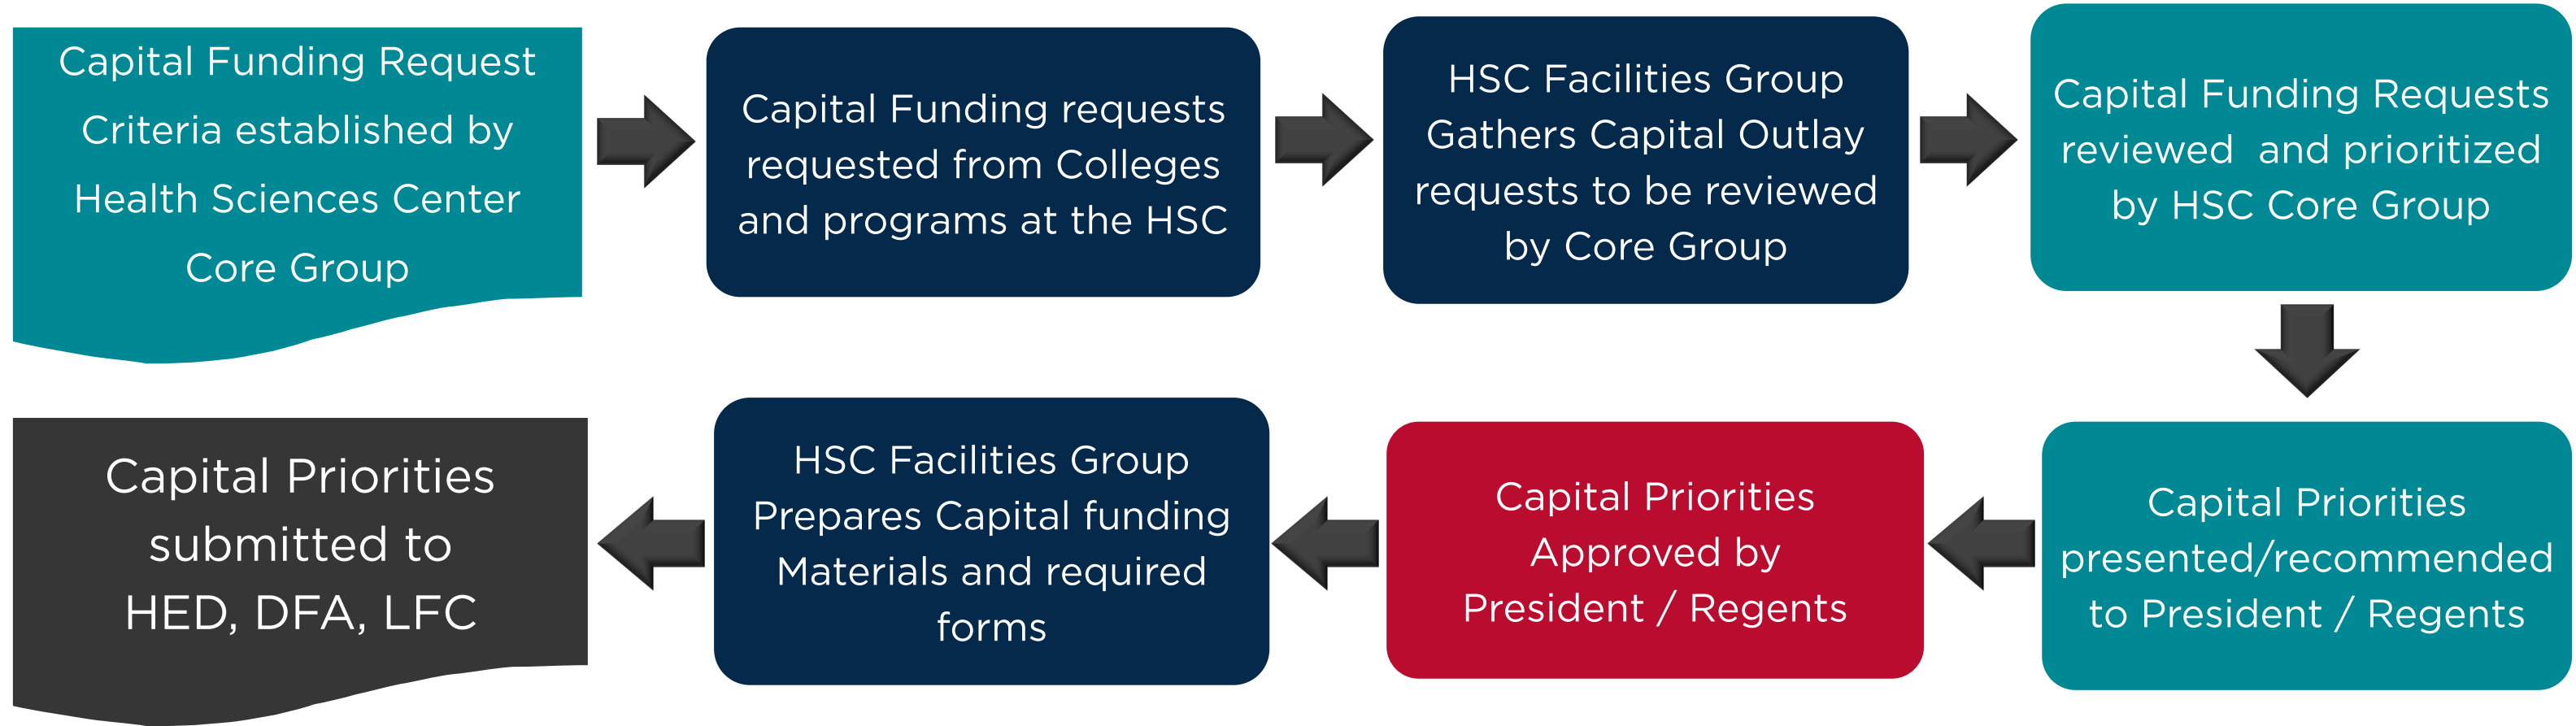 Capital Funding Request
Criteria established by
Health Sciences Center
Core Group
Capital Funding requests
requested from Colleges
and programs at the HSC
HSC Facilities Group
Gathers Capital Outlay
requests to be reviewed
by Core Group
Capital Funding Requests
reviewed and prioritized
by HSC Core Group
Capital Priorities
presented/recommended
to President / Regents
Capital Priorities
Approved by
President / Regents
HSC Facilities Group
Prepares Capital funding
Materials and required
forms
Capital Priorities
submitted to
HED, DFA, LFC